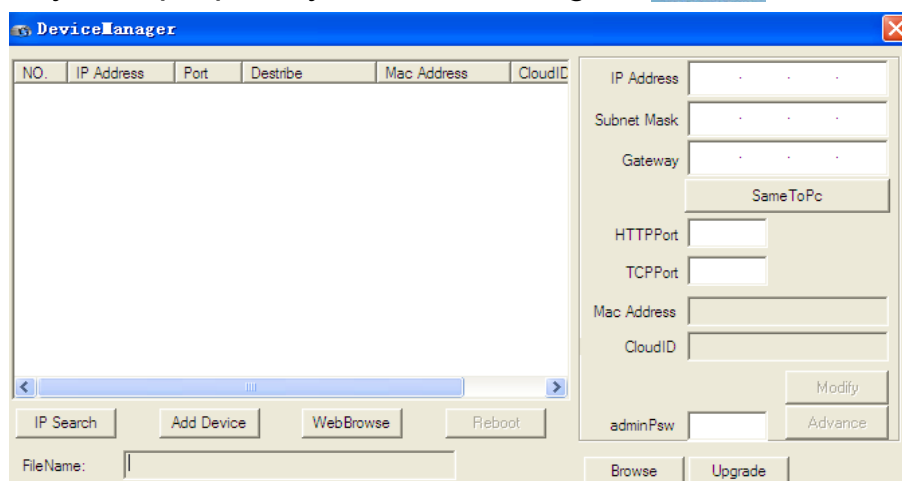 DeviceManager
NO. IP Address Port Destribe Mac Address CloudID
IP Address
Subnet Mask
Gateway
SameToPc
HTTPPort
TCPPort
Mac Address
CloudID
Modify
IP Search Add Device WebBrowse Reboot adminPsw Advance
FileName: Browse Upgrade